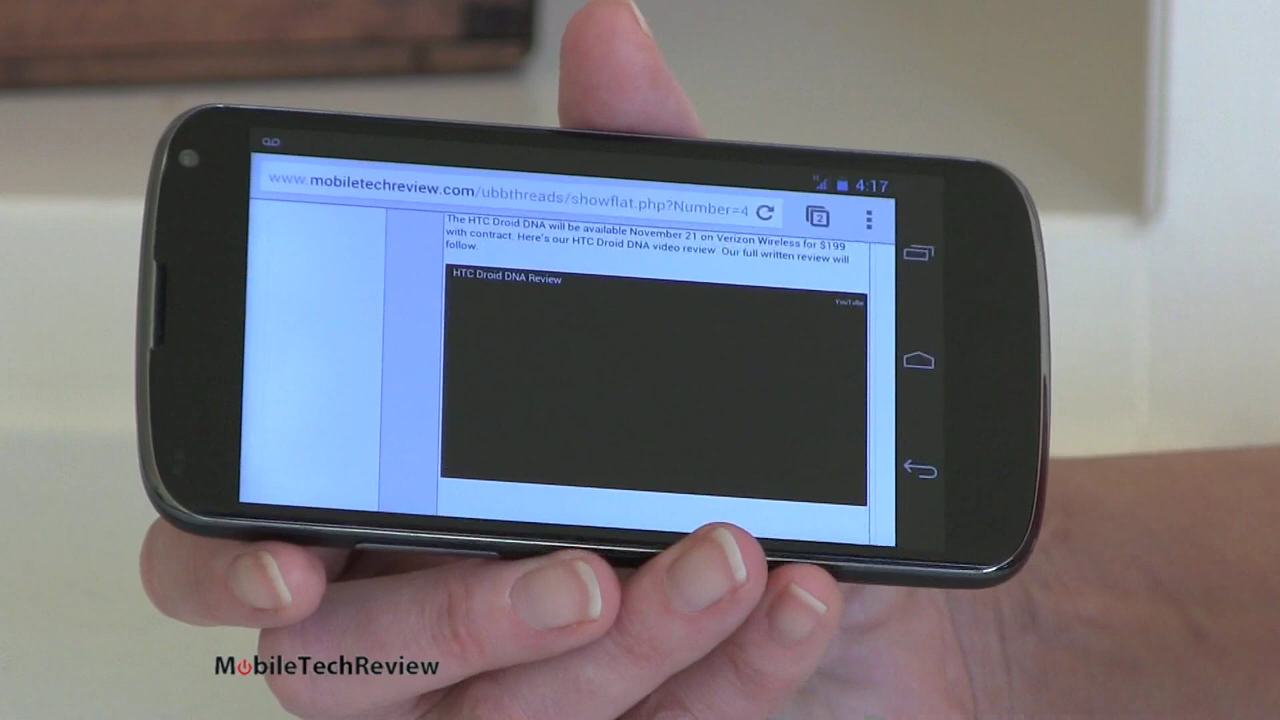 H 4:17
www.mobiletechreview.com/ubbthreads/showflat.php?Number=4
2
The HTC Droid DNA will be available November 21 on Verizon Wireless for $199
with contract. Here's our HTC Droid DNA video review. Our full written review will
follow.
HTC Droid DNA Review
YouTube
MobileTechReview